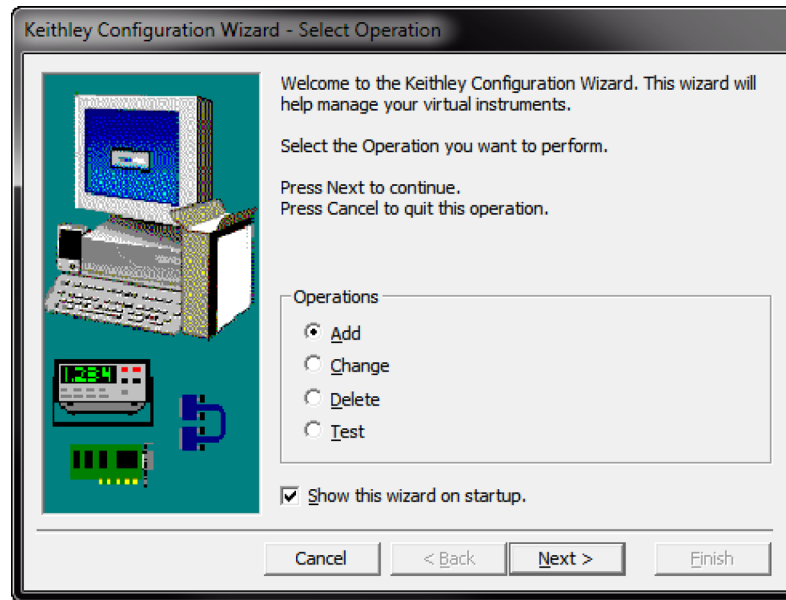 Keithley Configuration Wizard - Select Operation
Welcome to the Keithley Configuration Wizard. This wizard will
help manage your virtual instruments.
Select the Operation you want to perform.
Press Next to continue.
Press Cancel to quit this operation.
Operations
Add
Change
Delete
Test
Show this wizard on startup.
Cancel
< Back
Next >
Finish
1.284